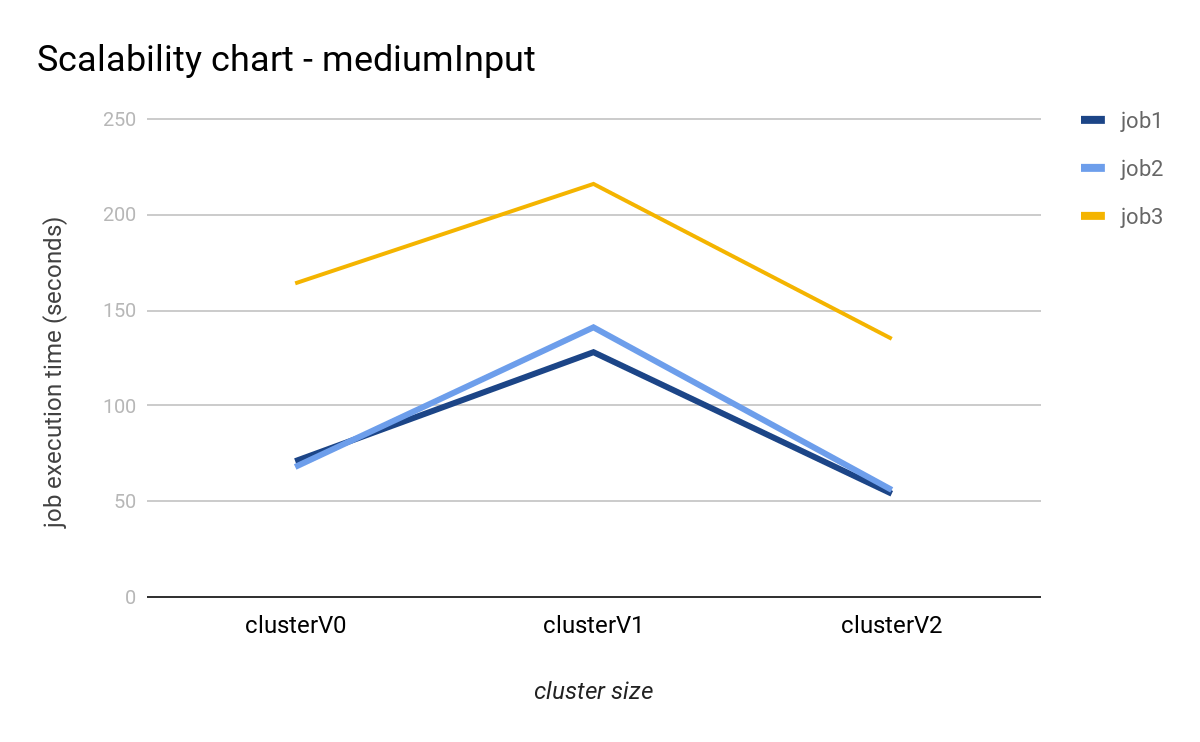 Scalability chart - mediumInput
250
200
150
100
50
0
job execution time (seconds)
clusterV0
clusterV1
clusterV2
cluster size
job1
job2
job3